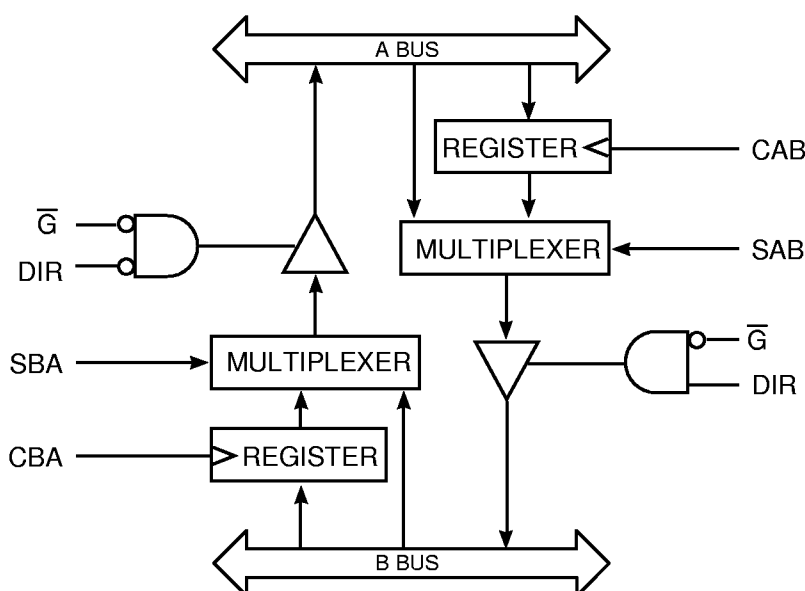 A BUS
REGISTER
CAB
G̅
DIR
MULTIPLEXER
SAB
SBA
MULTIPLEXER
G̅
DIR
CBA
REGISTER
B BUS